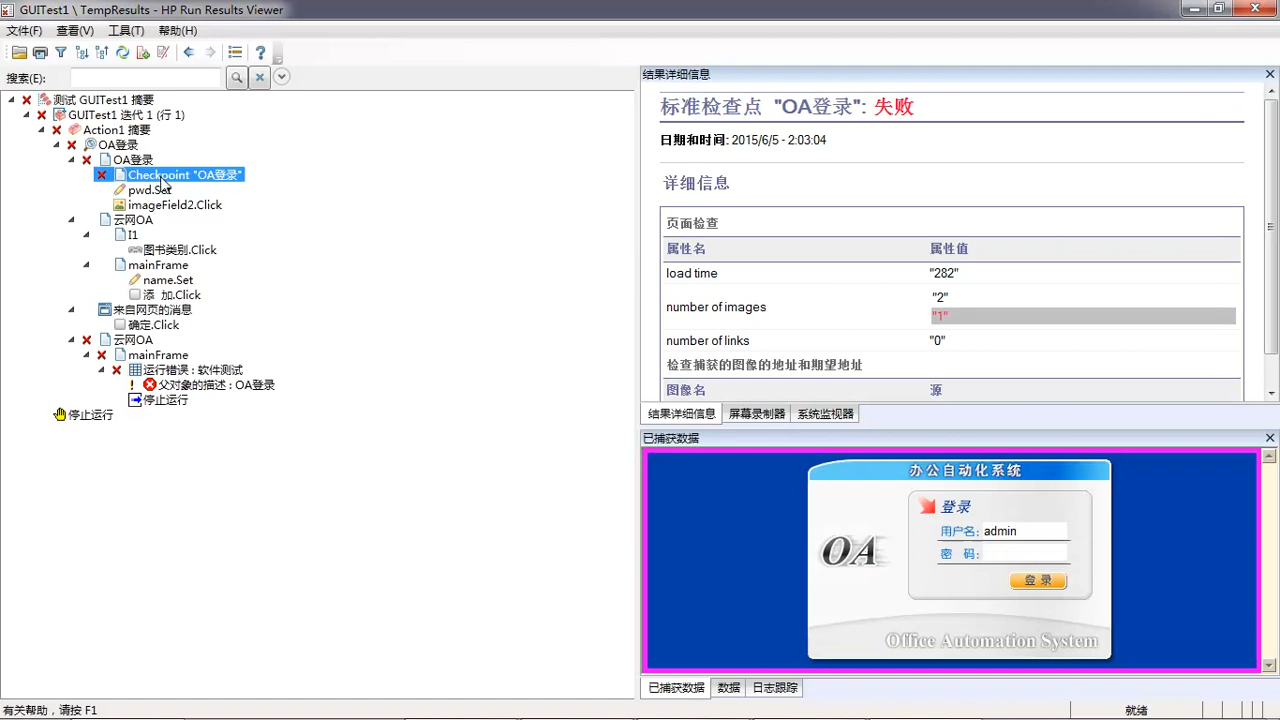 GUITest1 \ TempResults - HP Run Results Viewer
文件(F) 查看(V) 工具(T) 帮助(H)
搜索(E):
测试 GUITest1 摘要
GUITest1 迭代 1 (行 1)
Action1 摘要
OA登录
OA登录
Checkpoint "OA登录"
pwd.Set
imageField2.Click
云网OA
I1
图书类别.Click
mainFrame
name.Set
添  加.Click
来自网页的消息
确定.Click
云网OA
mainFrame
运行错误 : 软件测试
父对象的描述 : OA登录
停止运行
停止运行
结果详细信息
标准检查点 "OA登录": 失败
日期和时间: 2015/6/5 - 2:03:04
详细信息
页面检查
属性名 属性值
load time "282"
number of images "2"
"1"
number of links "0"
检查捕获的图像的地址和期望地址
图像名 源
结果详细信息 屏幕录制器 系统监视器
已捕获数据
办公自动化系统
登录
用户名: admin
密 码:
OA
登 录
Office Automation System
已捕获数据 数据 日志跟踪
有关帮助，请按 F1
就绪